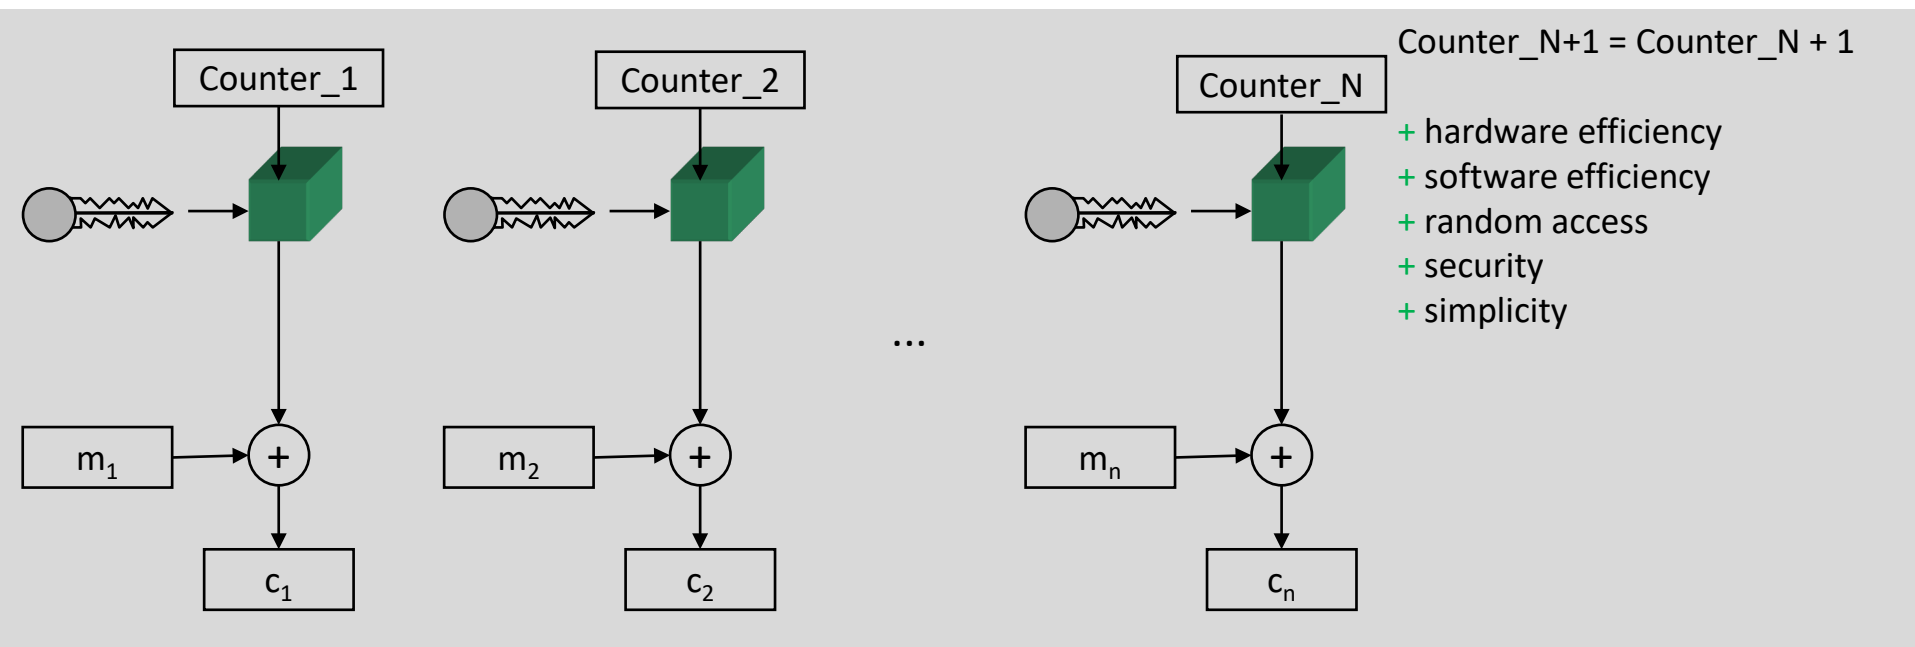 Counter_1
Counter_2
Counter_N
Counter_N+1 = Counter_N + 1
+ hardware efficiency
+ software efficiency
+ random access
+ security
+ simplicity
...
m₁
+
m₂
+
mₙ
+
c₁
c₂
cₙ